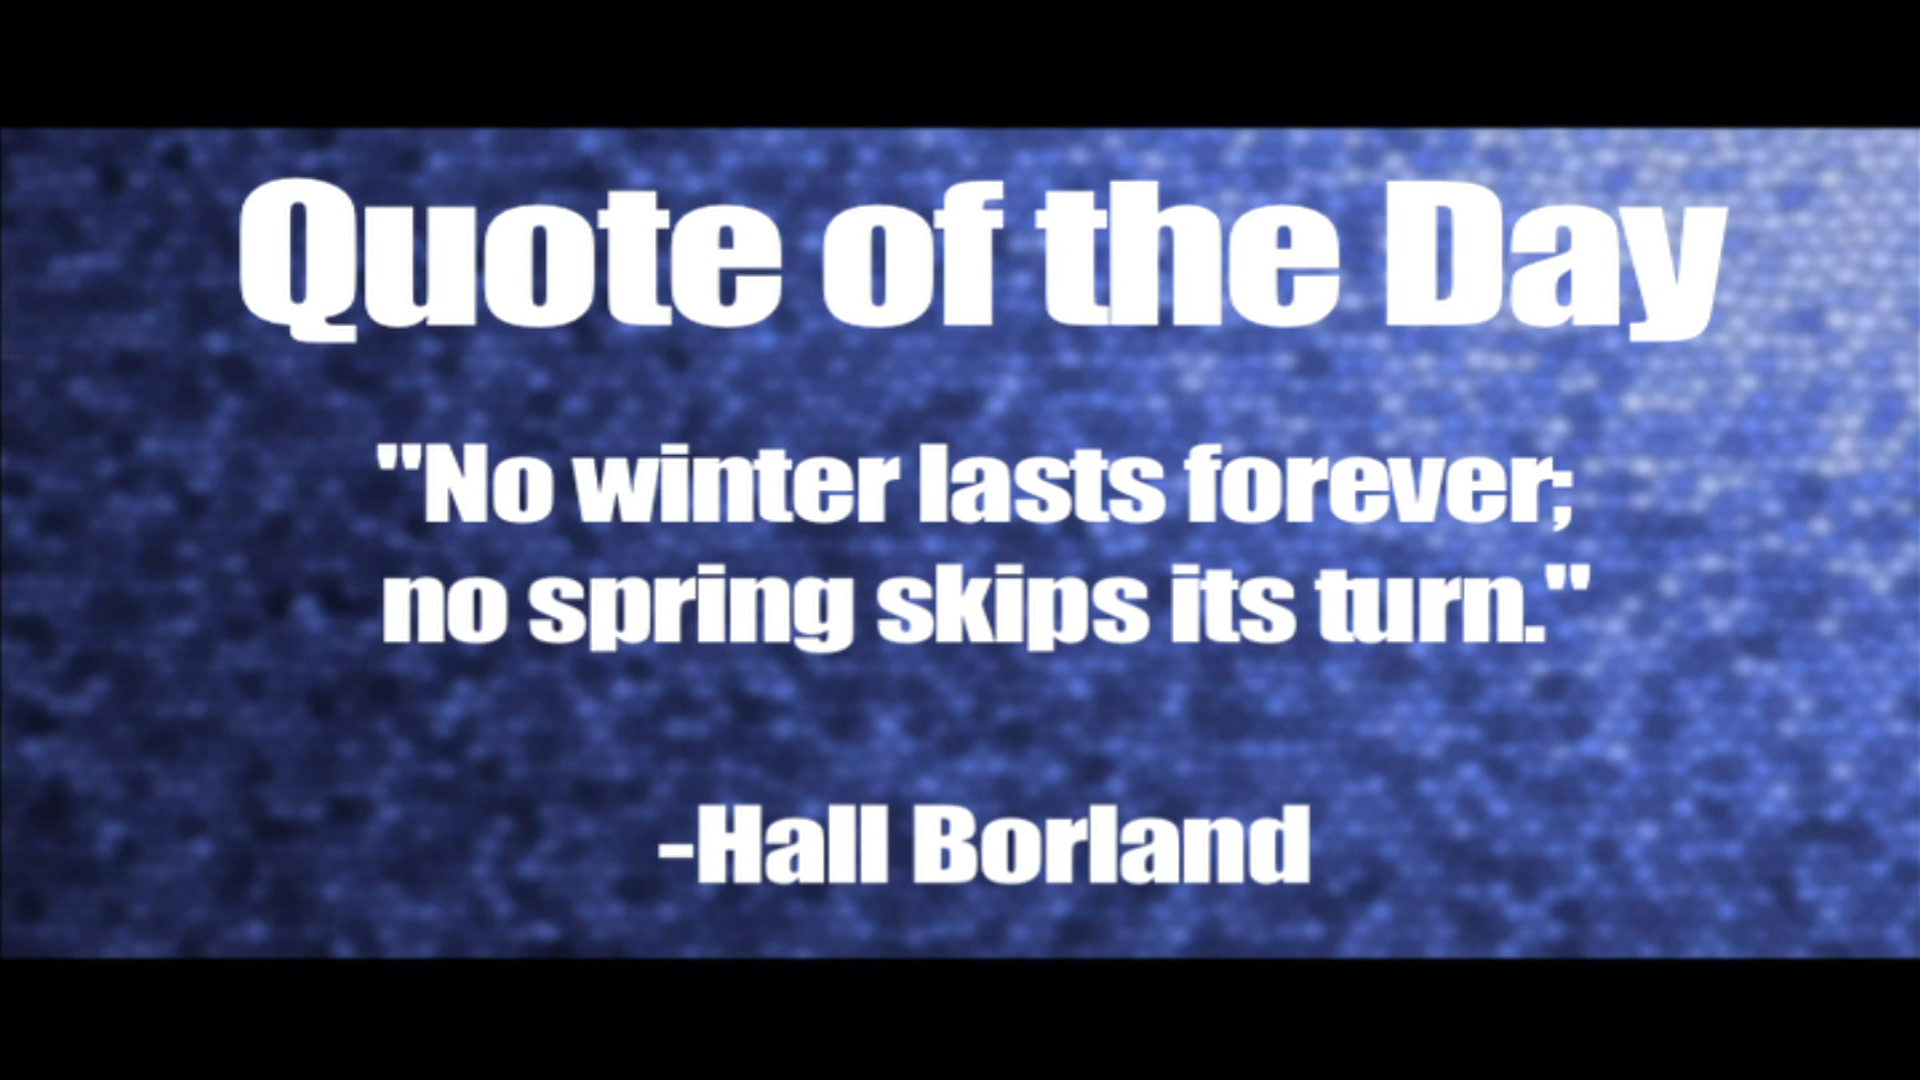 Quote of the Day
"No winter lasts forever;
no spring skips its turn."
-Hall Borland